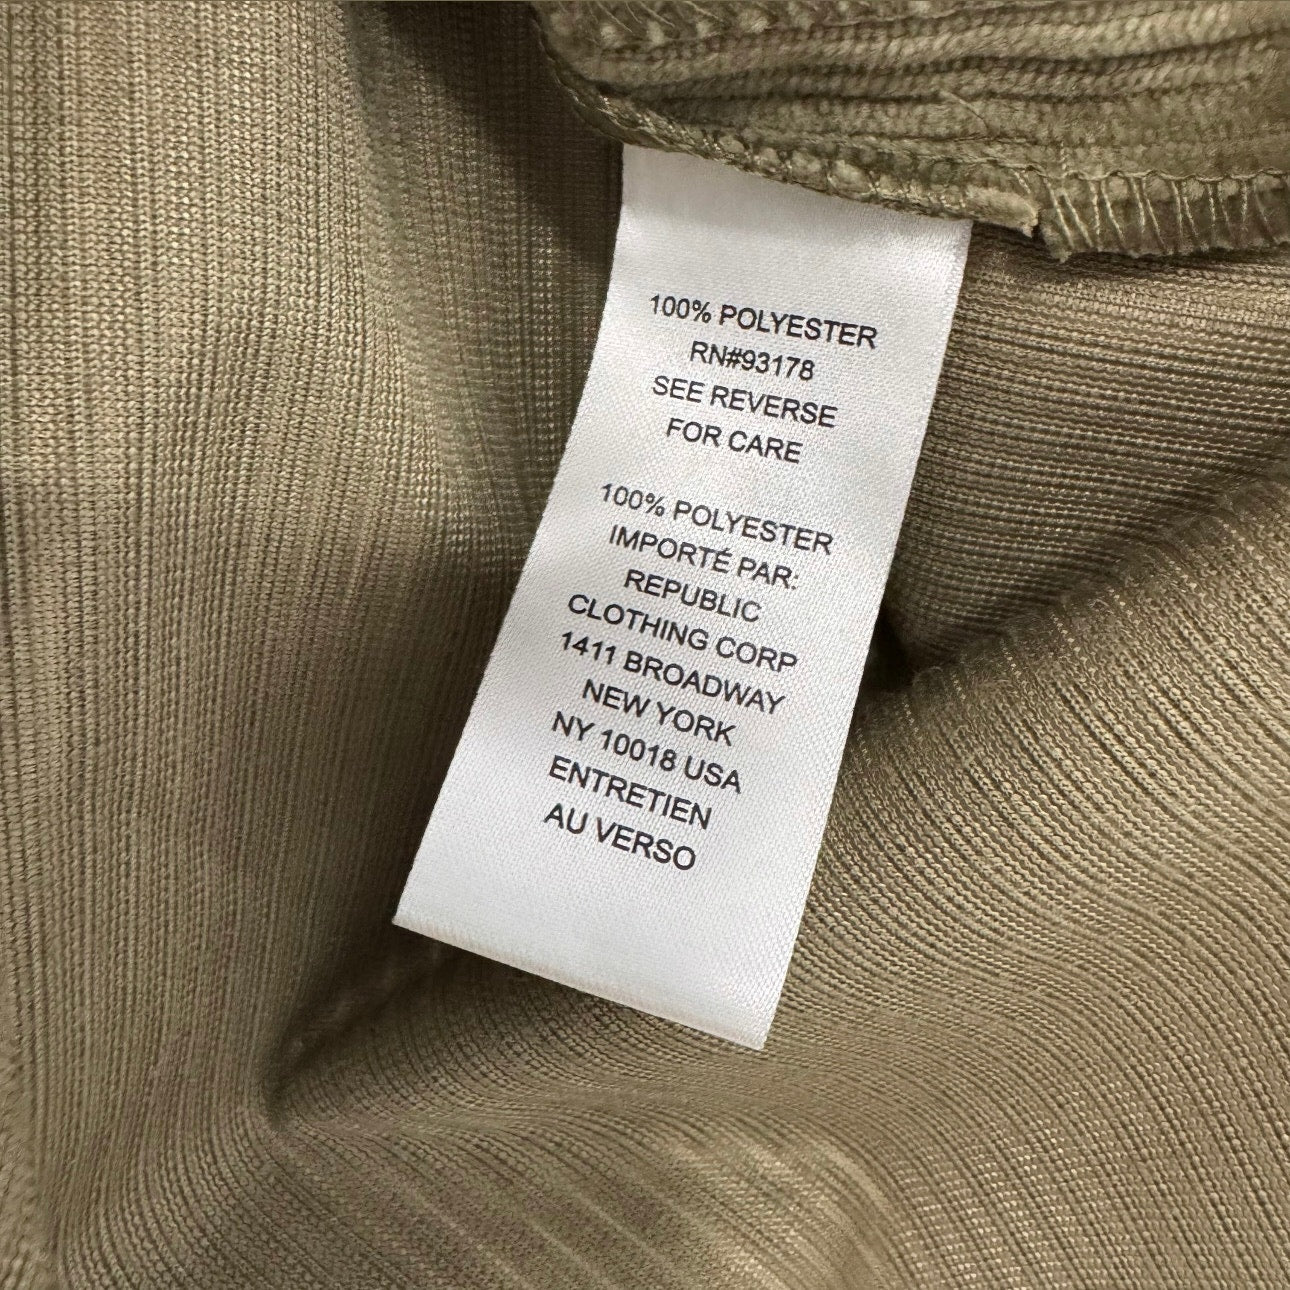 100% POLYESTER
RN#93178
SEE REVERSE
FOR CARE
100% POLYESTER
IMPORTÉ PAR:
REPUBLIC
CLOTHING CORP
1411 BROADWAY
NEW YORK
NY 10018 USA
ENTRETIEN
AU VERSO